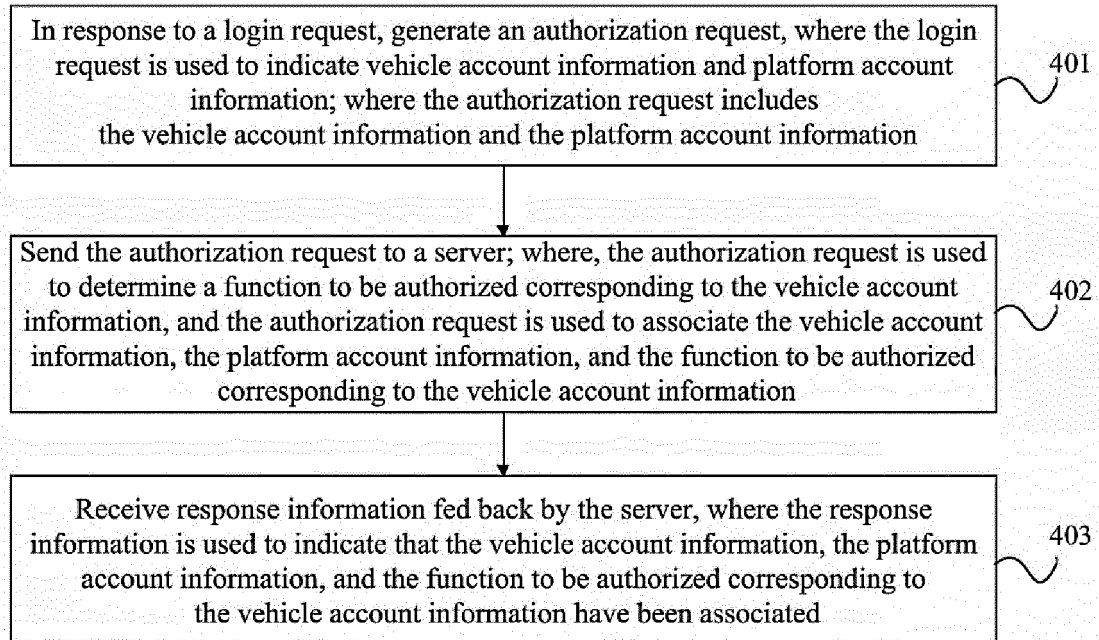 In response to a login request, generate an authorization request, where the login
request is used to indicate vehicle account information and platform account
information; where the authorization request includes
the vehicle account information and the platform account information
401
Send the authorization request to a server; where, the authorization request is used
to determine a function to be authorized corresponding to the vehicle account
information, and the authorization request is used to associate the vehicle account
information, the platform account information, and the function to be authorized
corresponding to the vehicle account information
402
Receive response information fed back by the server, where the response
information is used to indicate that the vehicle account information, the platform
account information, and the function to be authorized corresponding to
the vehicle account information have been associated
403